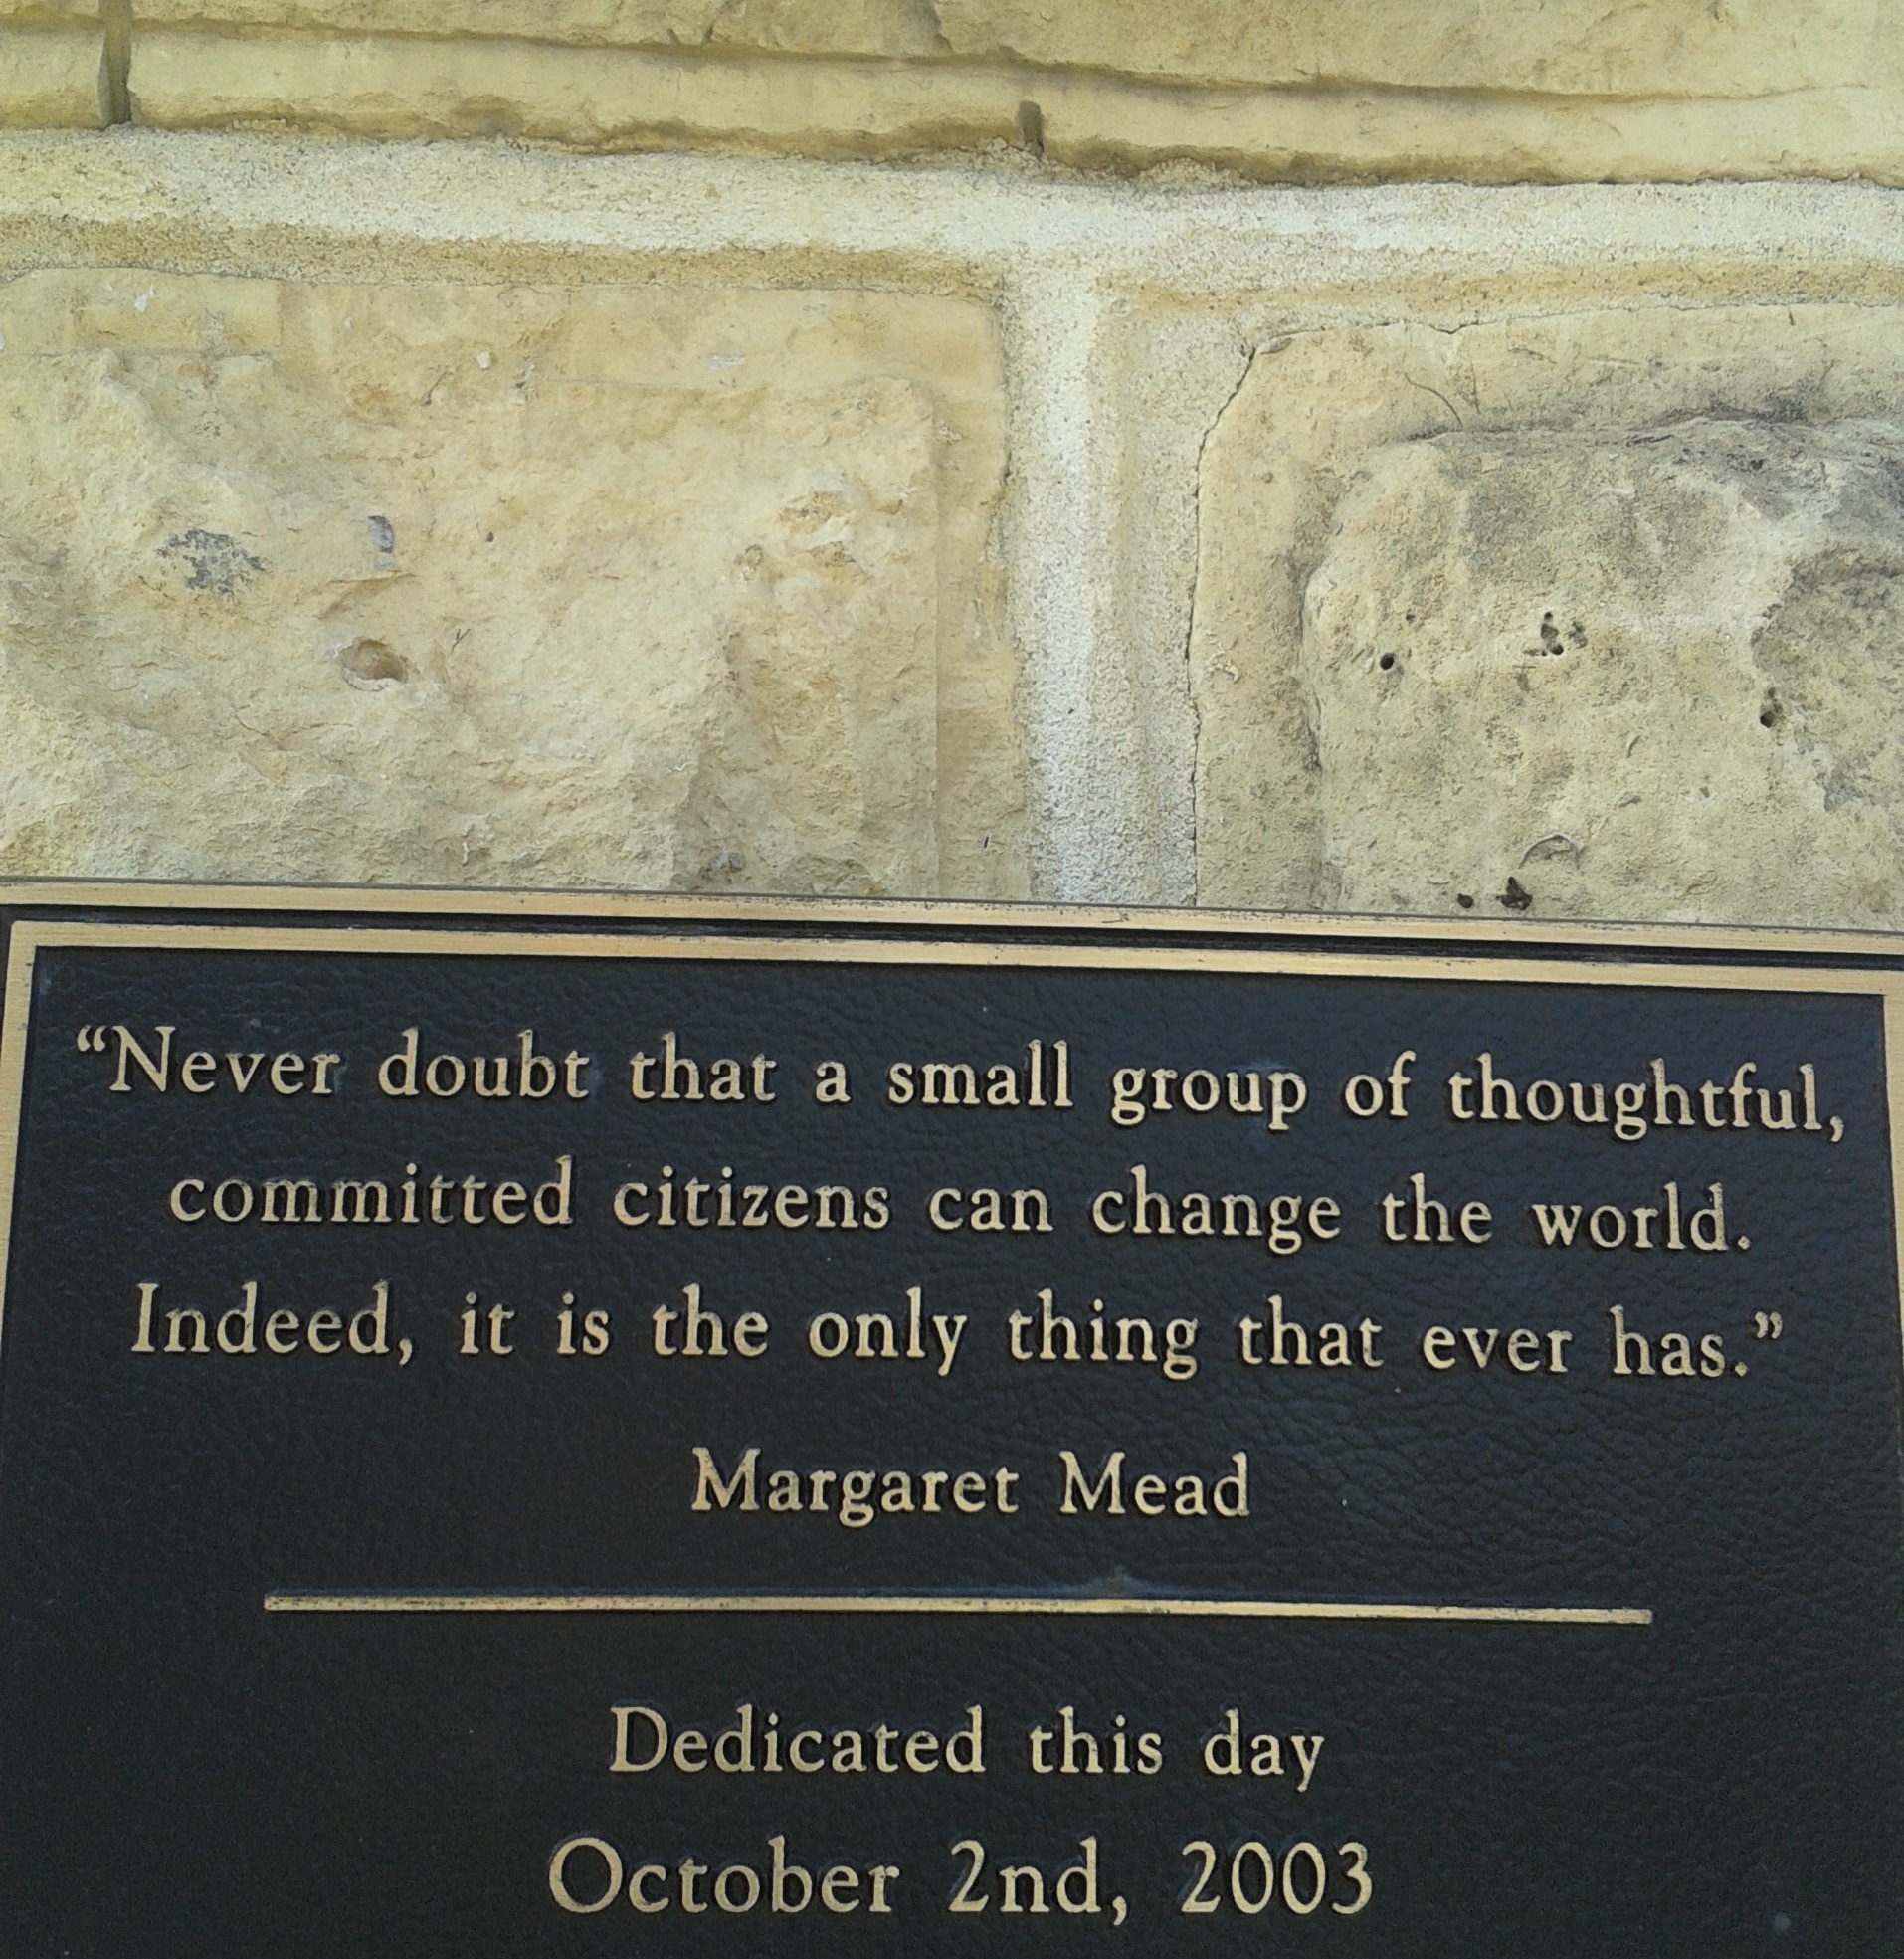 “Never doubt that a small group of thoughtful,
committed citizens can change the world.
Indeed, it is the only thing that ever has.”
Margaret Mead
Dedicated this day
October 2nd, 2003